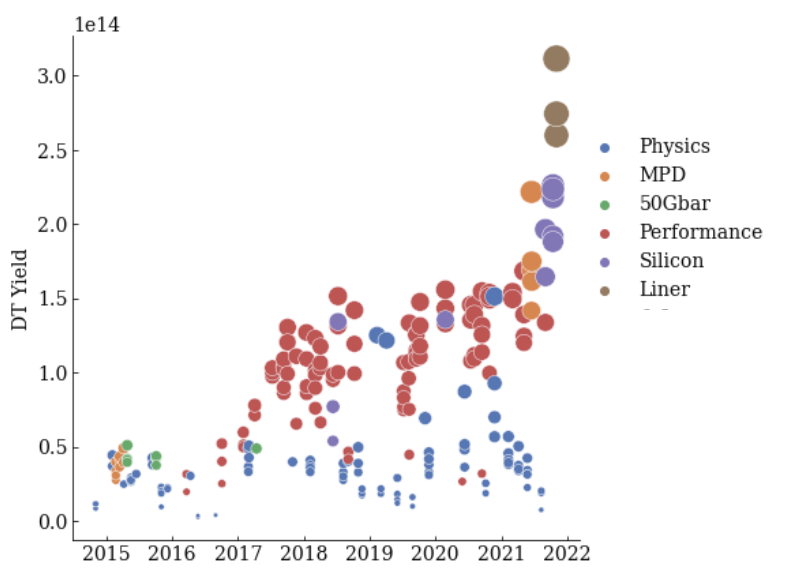 1e14
3.0
2.5
2.0
1.5
1.0
0.5
0.0
DT Yield
2015 2016 2017 2018 2019 2020 2021 2022
Physics
MPD
50Gbar
Performance
Silicon
Liner